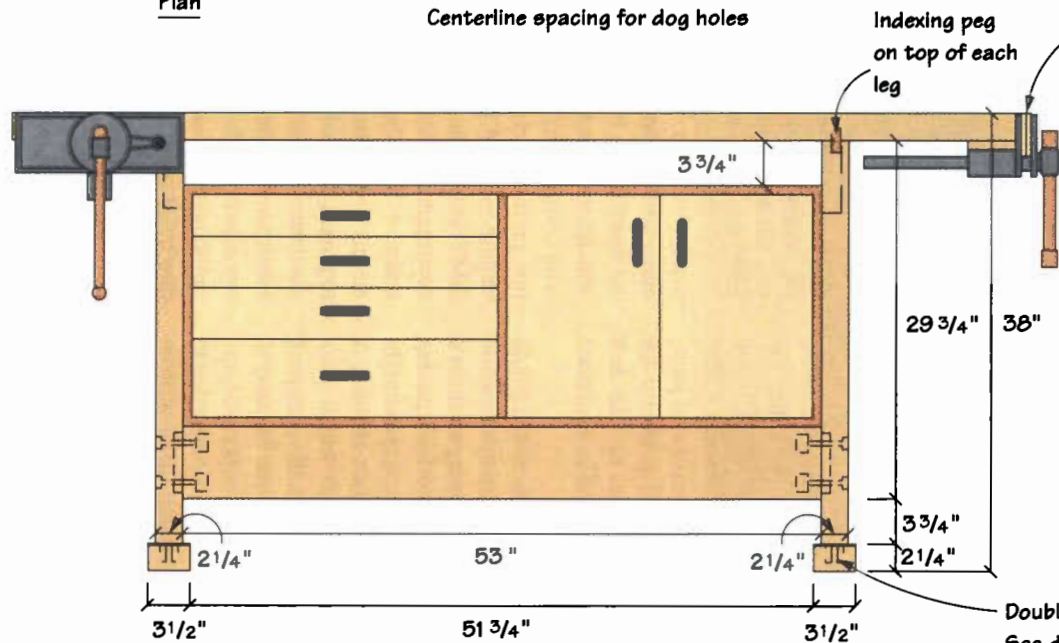 Plan
Centerline spacing for dog holes
Indexing peg
on top of each
leg
3 3/4"
29 3/4"
38"
3 3/4"
2 1/4"
53"
2 1/4"
2 1/4"
3 1/2"
51 3/4"
3 1/2"
Doubl